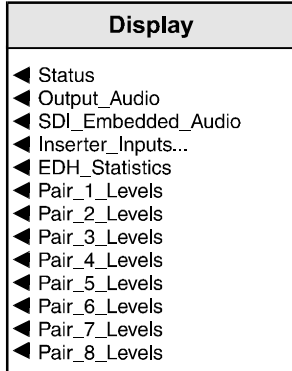 Display
Status
Output_Audio
SDI_Embedded_Audio
Inserter_Inputs...
EDH_Statistics
Pair_1_Levels
Pair_2_Levels
Pair_3_Levels
Pair_4_Levels
Pair_5_Levels
Pair_6_Levels
Pair_7_Levels
Pair_8_Levels